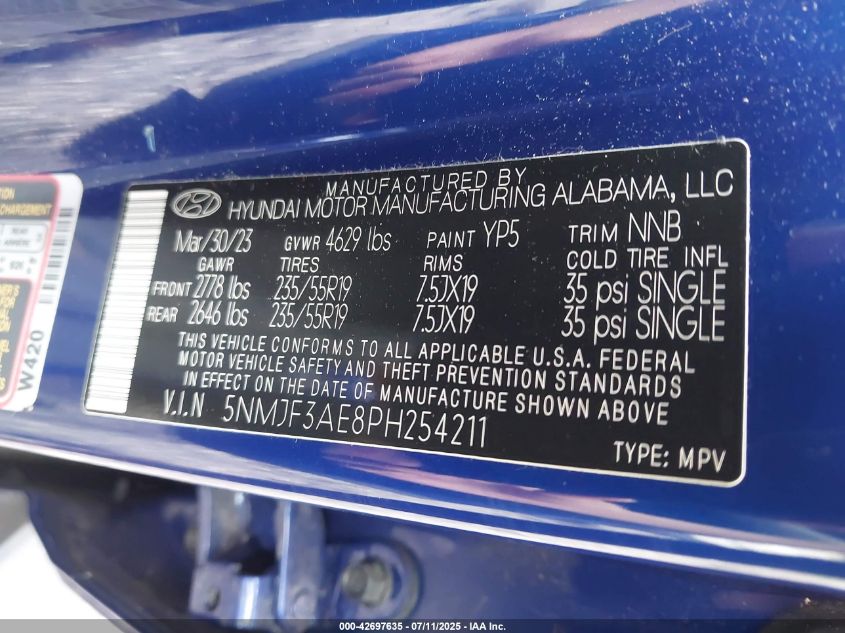 MANUFACTURED BY
HYUNDAI MOTOR MANUFACTURING ALABAMA, LLC
Mar/30/23 GVWR 4629 lbs PAINT YP5 TRIM NNB
GAWR TIRES RIMS COLD TIRE INFL
FRONT 2778 lbs 235/55R19 7.5JX19 35 psi SINGLE
REAR 2646 lbs 235/55R19 7.5JX19 35 psi SINGLE
THIS VEHICLE CONFORMS TO ALL APPLICABLE U.S.A. FEDERAL
MOTOR VEHICLE SAFETY AND THEFT PREVENTION STANDARDS
IN EFFECT ON THE DATE OF MANUFACTURE SHOWN ABOVE.
V.I.N 5NMJF3AE8PH254211
TYPE: MPV
W420
000-42697635 - 07/11/2025 - IAA Inc.